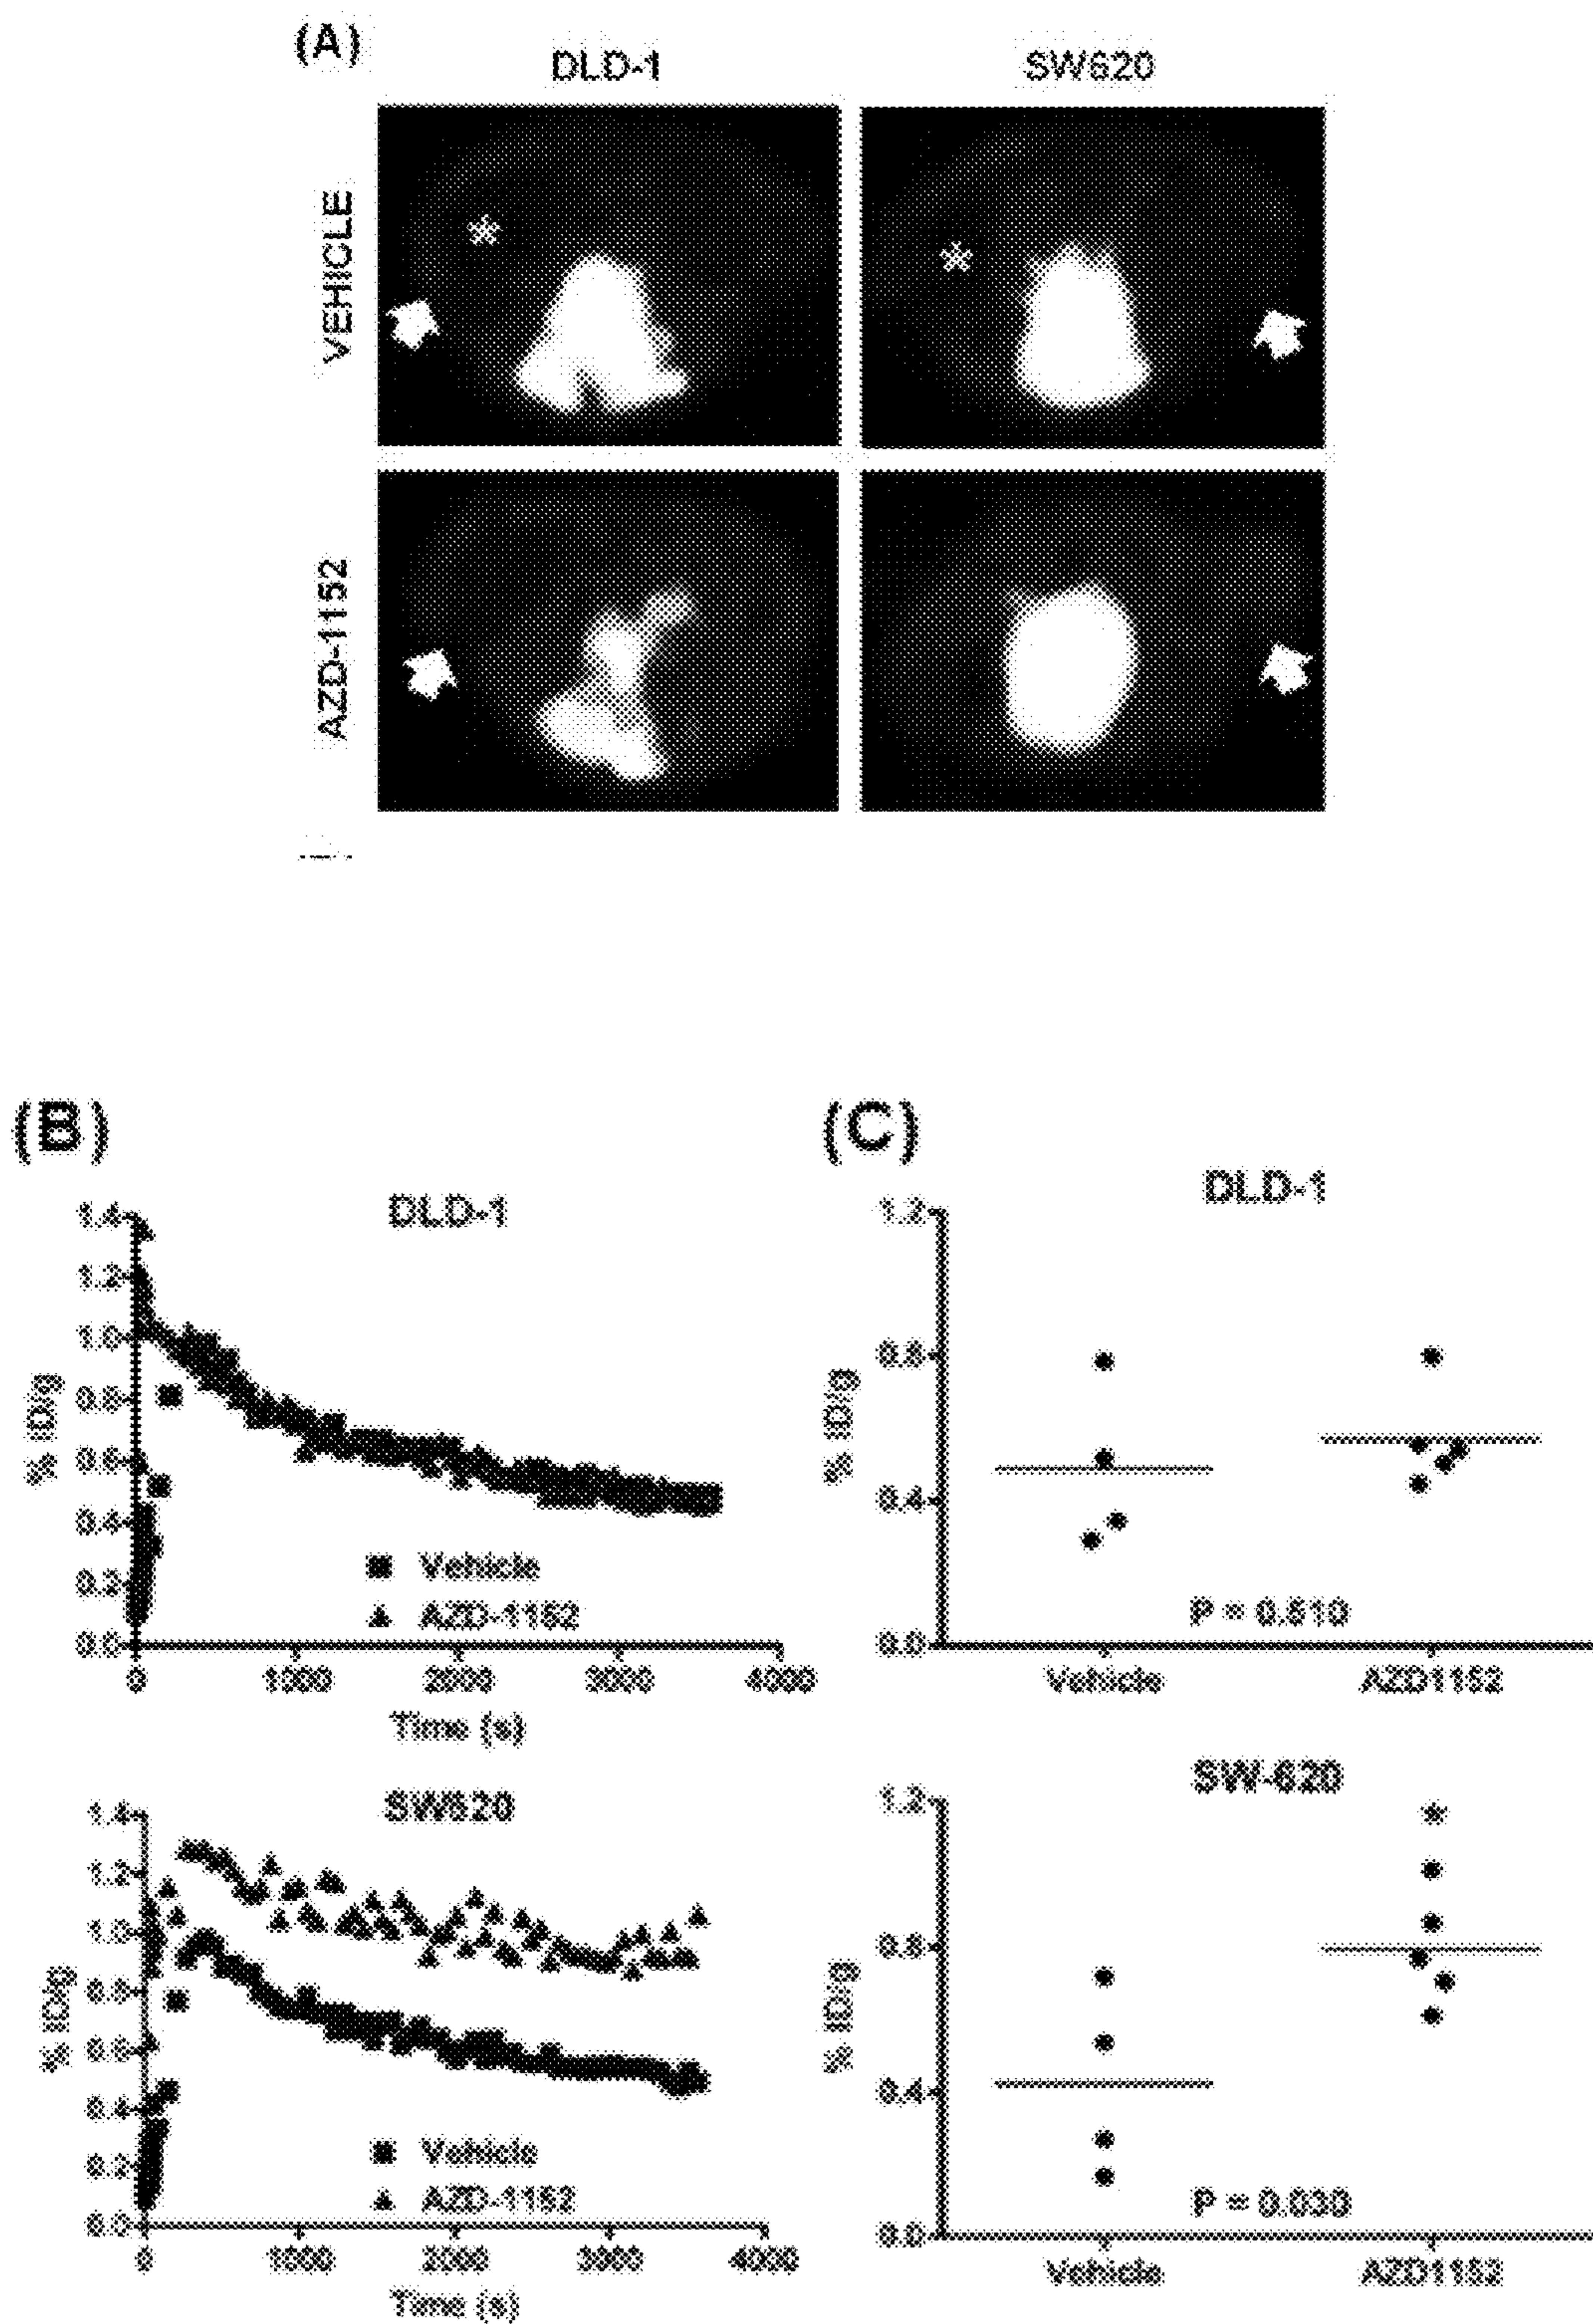 (A)
DLD-1
SW620
VEHICLE
AZD-1152
(B)
DLD-1
1.4
1.2
1.0
0.8
0.6
0.4
0.2
0.0
% ID/g
Vehicle
AZD-1152
0 1000 2000 3000 4000
Time (s)
SW620
1.4
1.2
1.0
0.8
0.6
0.4
0.2
0.0
% ID/g
Vehicle
AZD-1152
0 1000 2000 3000 4000
Time (s)
(C)
DLD-1
1.2
0.8
0.4
0.0
% ID/g
P = 0.510
Vehicle AZD1152
SW-620
1.2
0.8
0.4
0.0
% ID/g
P = 0.030
Vehicle AZD1152